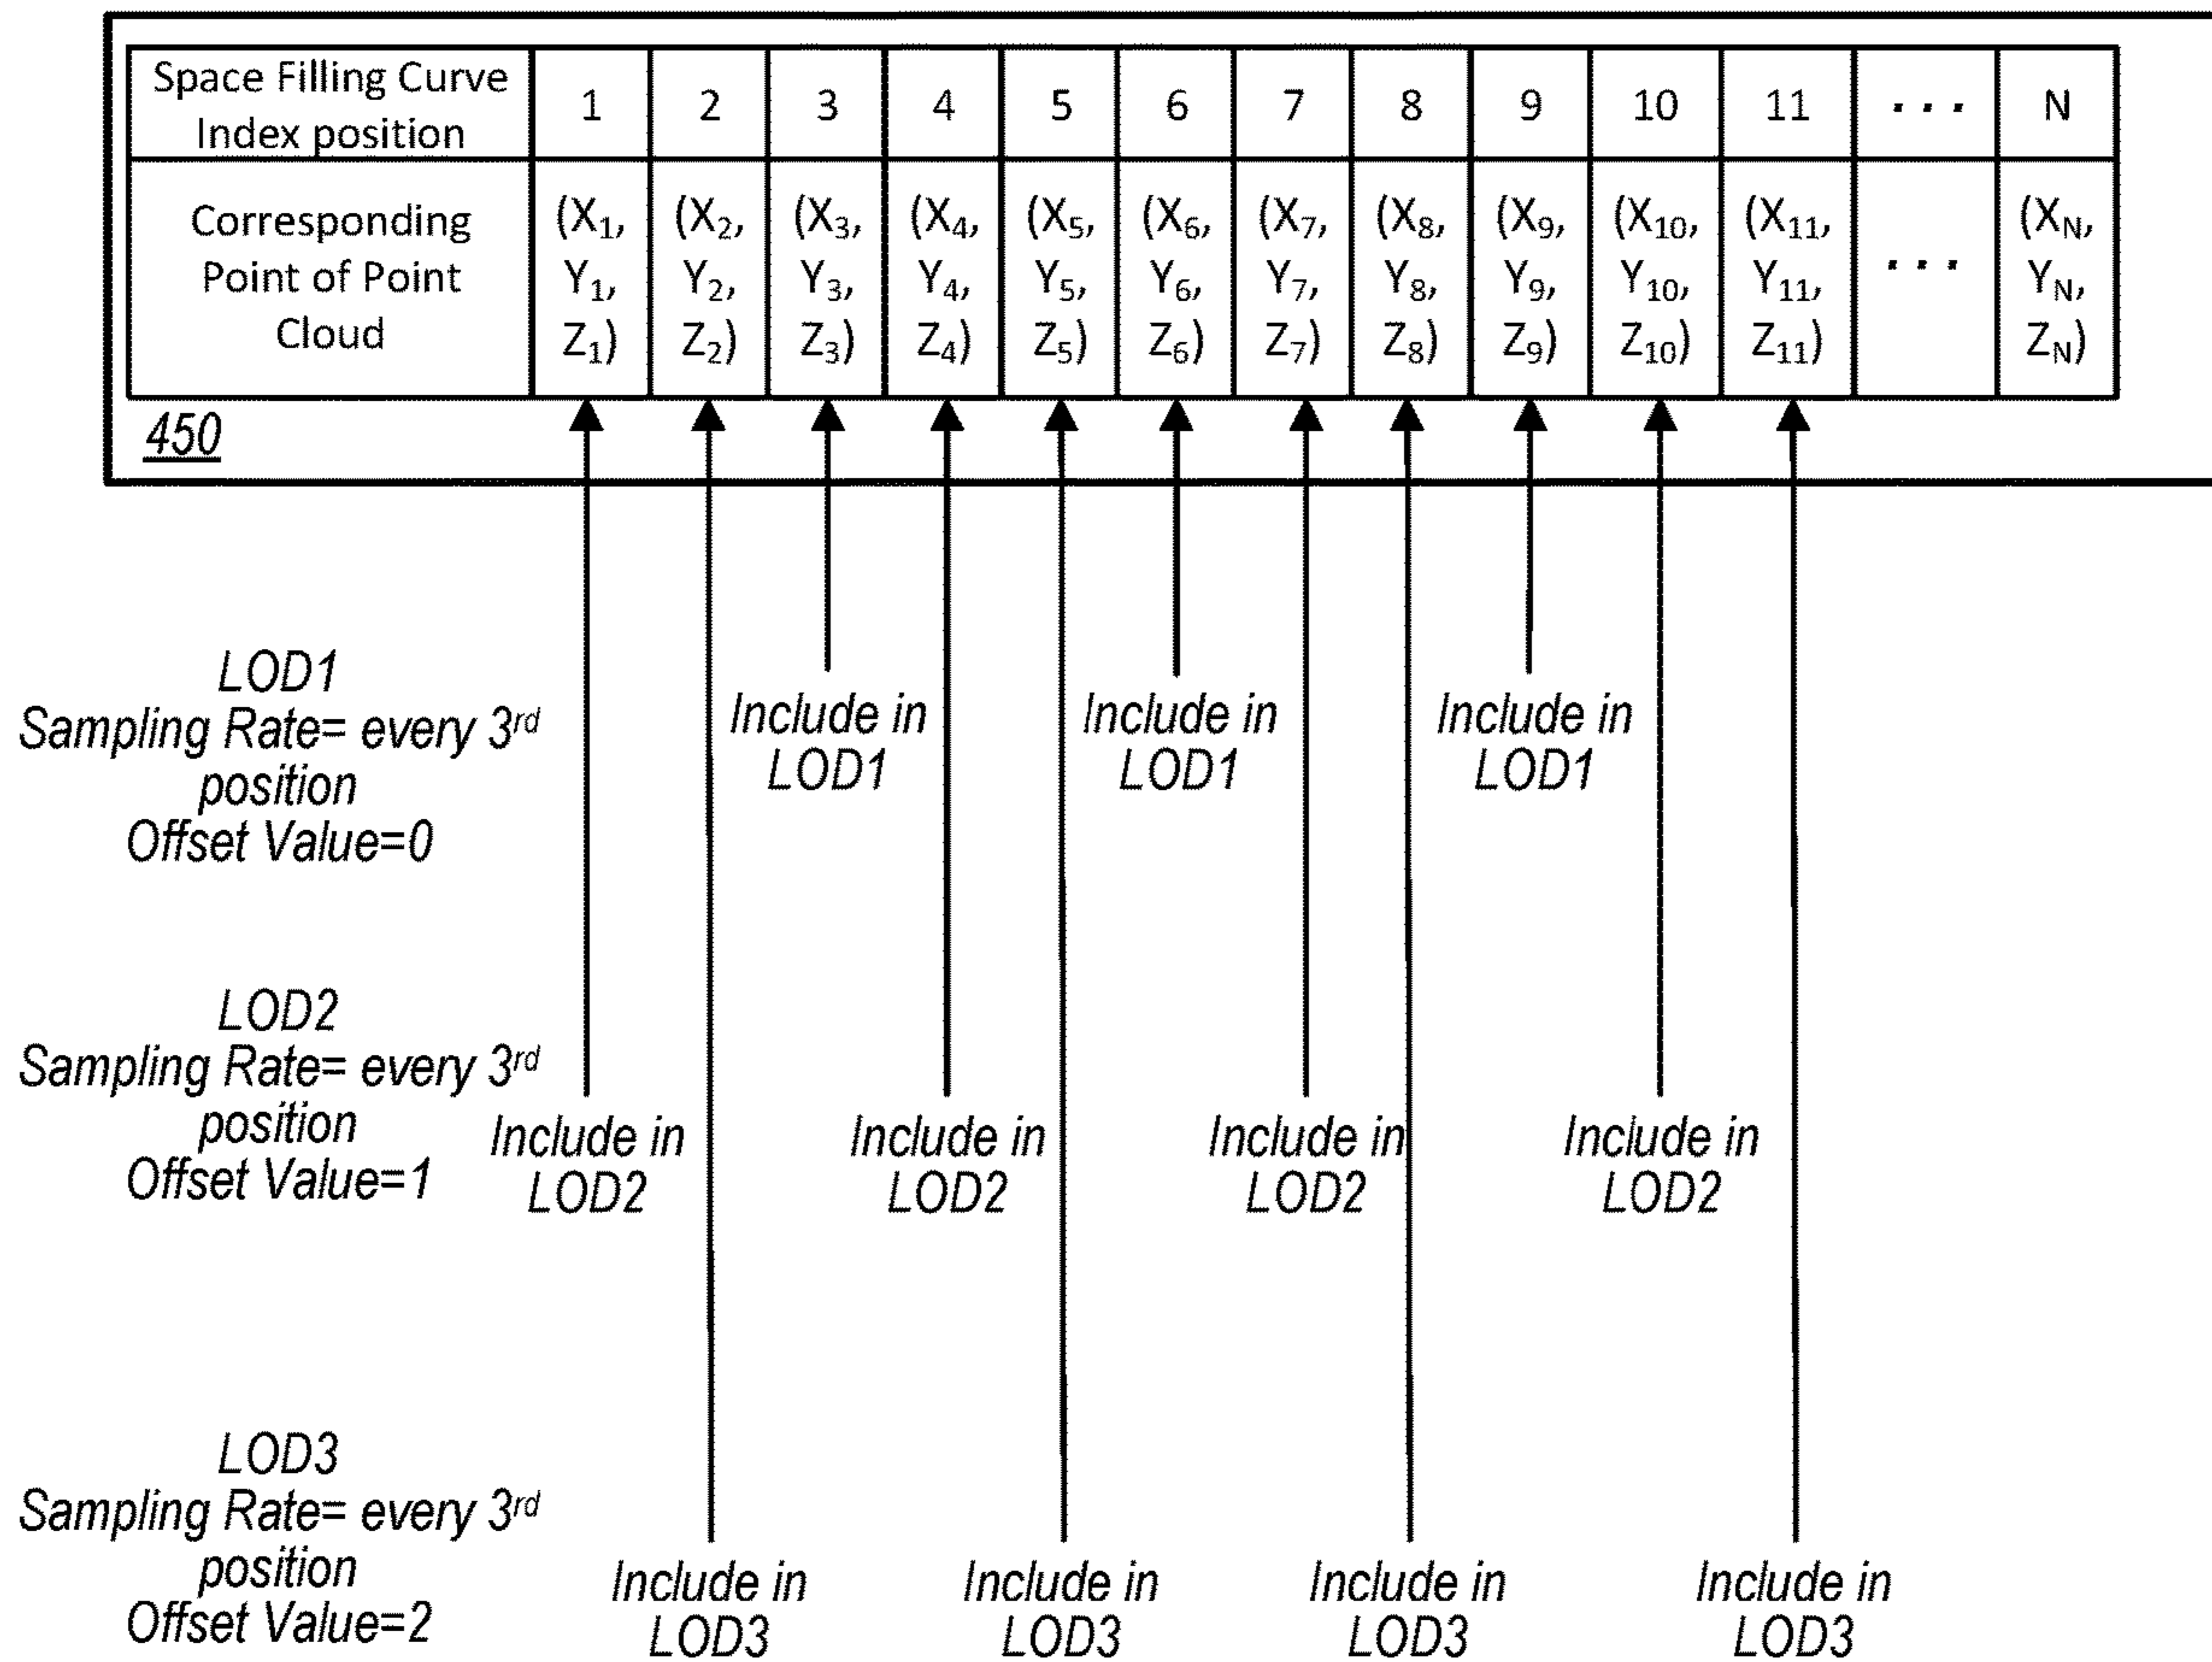 Space Filling Curve
Index position
1 2 3 4 5 6 7 8 9 10 11 ... N
Corresponding
Point of Point
Cloud
(X₁, (X₂, (X₃, (X₄, (X₅, (X₆, (X₇, (X₈, (X₉, (X₁₀, (X₁₁, (X_N,
Y₁, Y₂, Y₃, Y₄, Y₅, Y₆, Y₇, Y₈, Y₉, Y₁₀, Y₁₁, ... Y_N,
Z₁) Z₂) Z₃) Z₄) Z₅) Z₆) Z₇) Z₈) Z₉) Z₁₀) Z₁₁) Z_N)
450
LOD1
Sampling Rate= every 3rd
position
Offset Value=0
Include in
LOD1
Include in
LOD1
Include in
LOD1
LOD2
Sampling Rate= every 3rd
position
Offset Value=1
Include in
LOD2
Include in
LOD2
Include in
LOD2
Include in
LOD2
LOD3
Sampling Rate= every 3rd
position
Offset Value=2
Include in
LOD3
Include in
LOD3
Include in
LOD3
Include in
LOD3